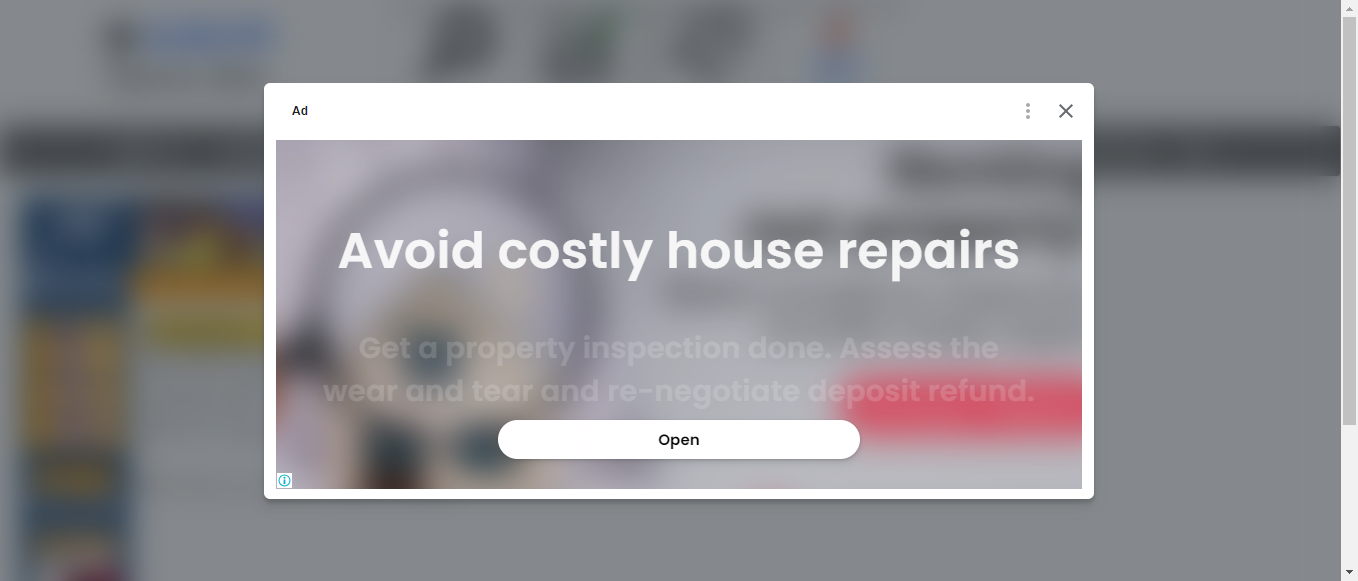 Ad
Avoid costly house repairs
Get a property inspection done. Assess the
wear and tear and re-negotiate deposit refund.
Open